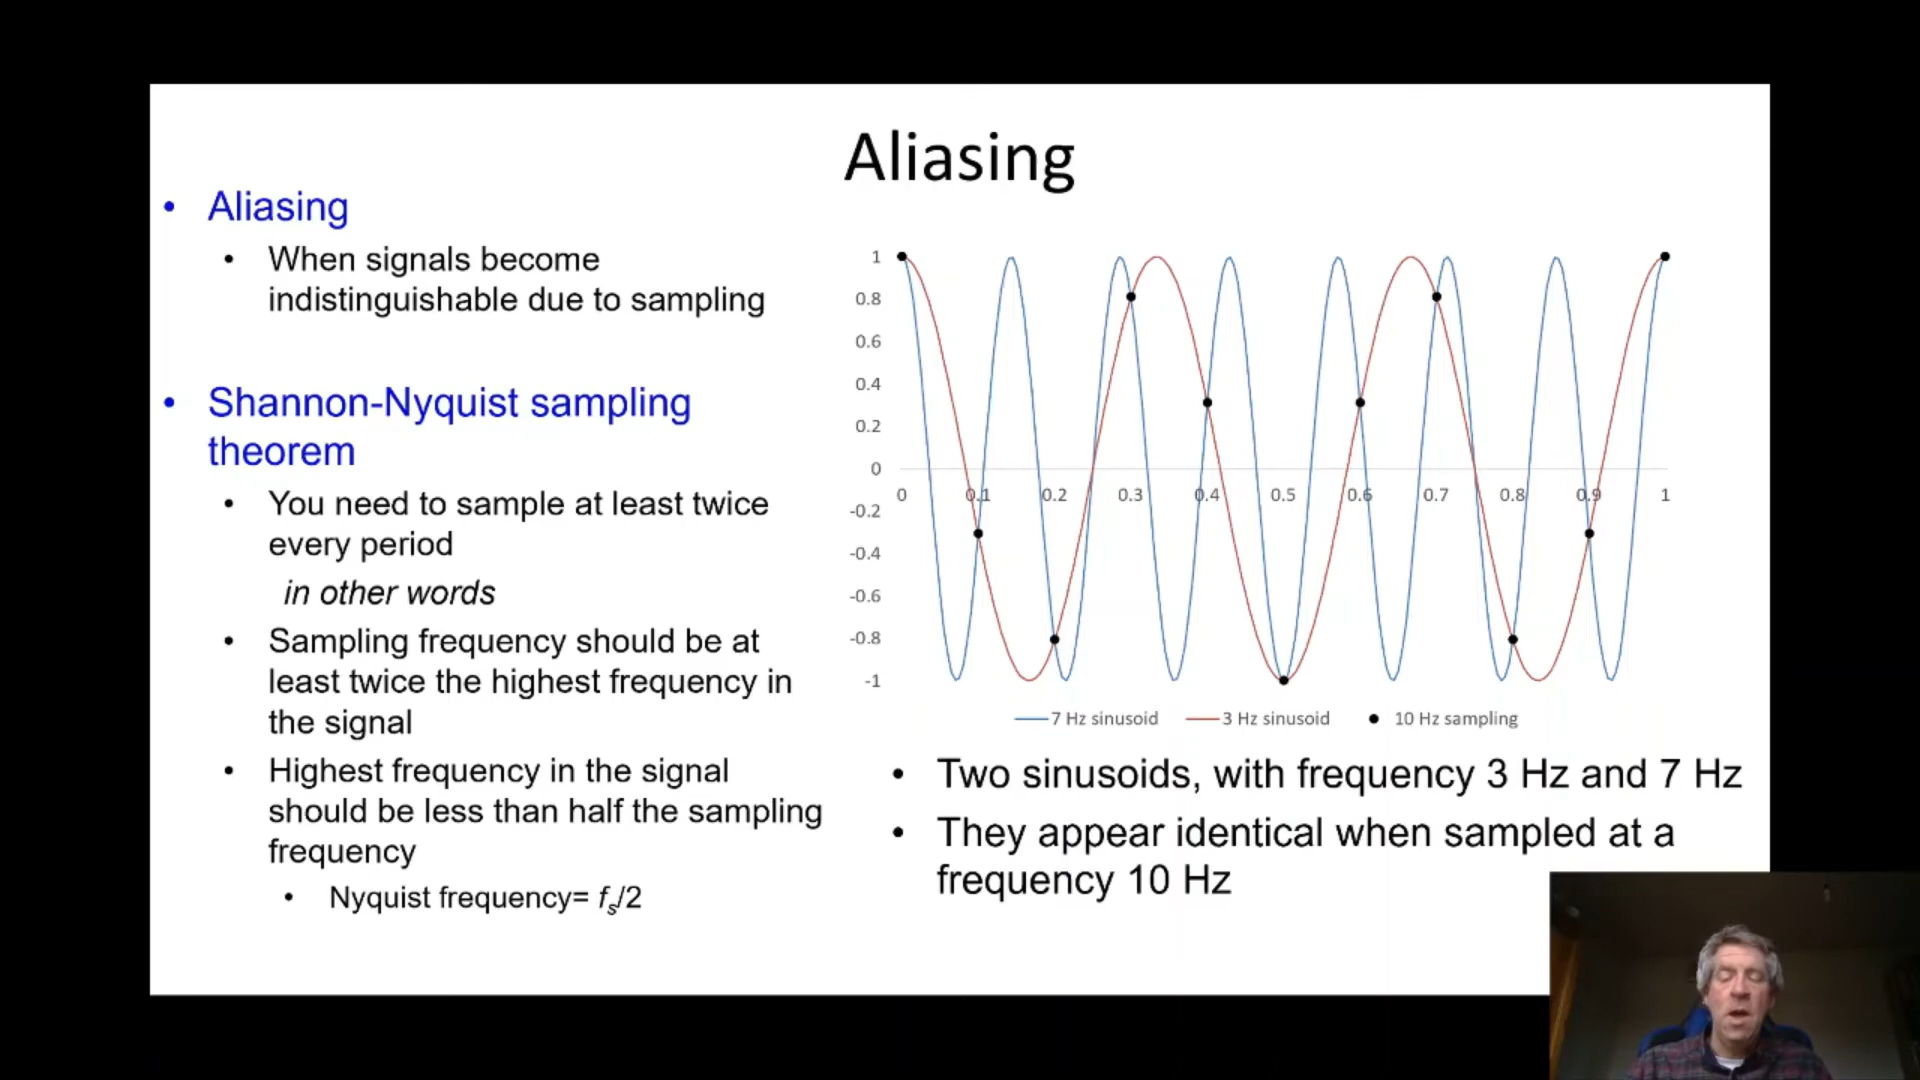 Aliasing
• Aliasing
• When signals become
indistinguishable due to sampling
• Shannon-Nyquist sampling
theorem
• You need to sample at least twice
every period
in other words
• Sampling frequency should be at
least twice the highest frequency in
the signal
• Highest frequency in the signal
should be less than half the sampling
frequency
• Nyquist frequency= fs/2
1
0.8
0.6
0.4
0.2
0
-0.2
-0.4
-0.6
-0.8
-1
0 0.1 0.2 0.3 0.4 0.5 0.6 0.7 0.8 0.9 1
7 Hz sinusoid 3 Hz sinusoid 10 Hz sampling
• Two sinusoids, with frequency 3 Hz and 7 Hz
• They appear identical when sampled at a
frequency 10 Hz